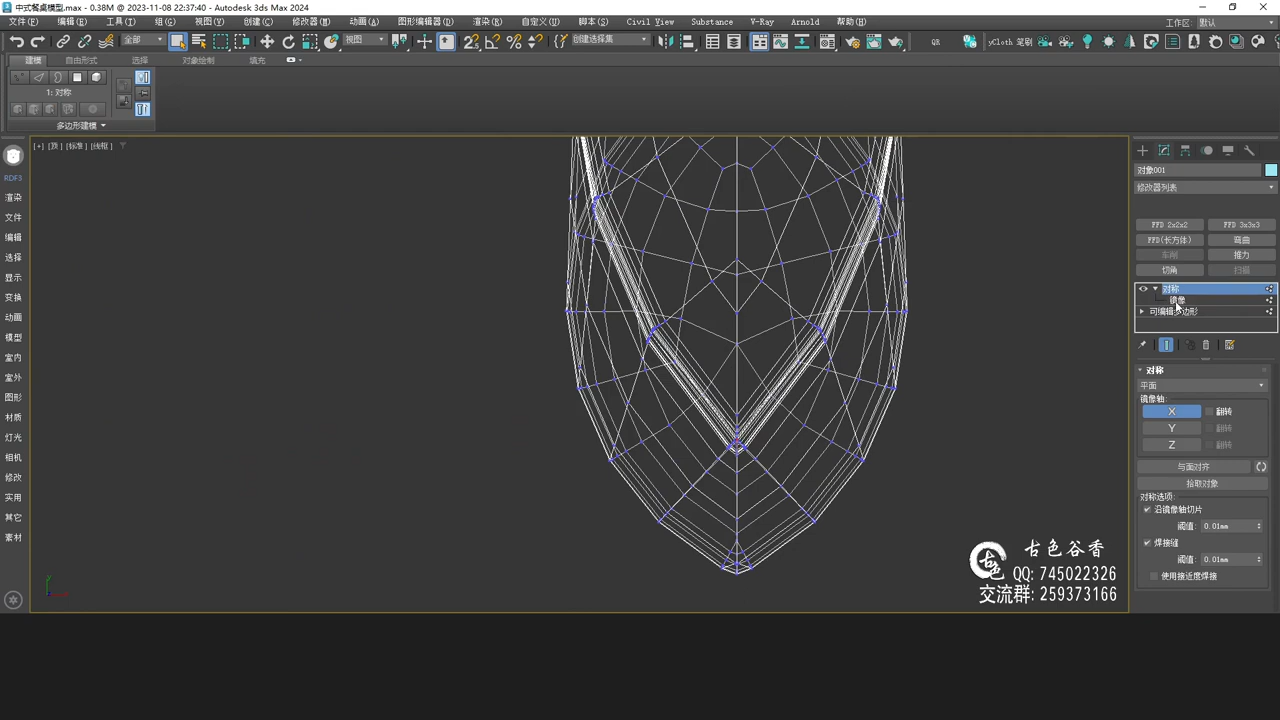 中式餐桌模型.max - 0.38M @ 2023-11-08 22:37:40 - Autodesk 3ds Max 2024
文件(F) 编辑(E) 工具(T) 组(G) 视图(V) 创建(C) 修改器(M) 动画(A) 图形编辑器(D) 渲染(R) 自定义(U) 脚本(S) Civil View Substance V-Ray Arnold 帮助(H)
工作区: 默认
全部 视图 创建选择集 QR yCloth 笔刷
建模 自由形式 选择 对象绘制 填充
1: 对称
多边形建模
[+] [顶] [标准] [线框]
RDF3
渲染
文件
编辑
选择
显示
变换
动画
模型
室内
室外
图形
材质
灯光
相机
修改
实用
其它
素材
对象001
修改器列表
FFD 2x2x2 FFD 3x3x3
FFD(长方体) 弯曲
车削 推力
切角 扫描
对称
镜像
可编辑多边形
对称
平面
镜像轴:
X 翻转
Y 翻转
Z 翻转
与面对齐
拾取对象
对称选项:
沿镜像轴切片
阈值: 0.01mm
焊接缝
阈值: 0.01mm
使用接近度焊接
古色谷香
古色
QQ: 745022326
交流群: 259373166
y